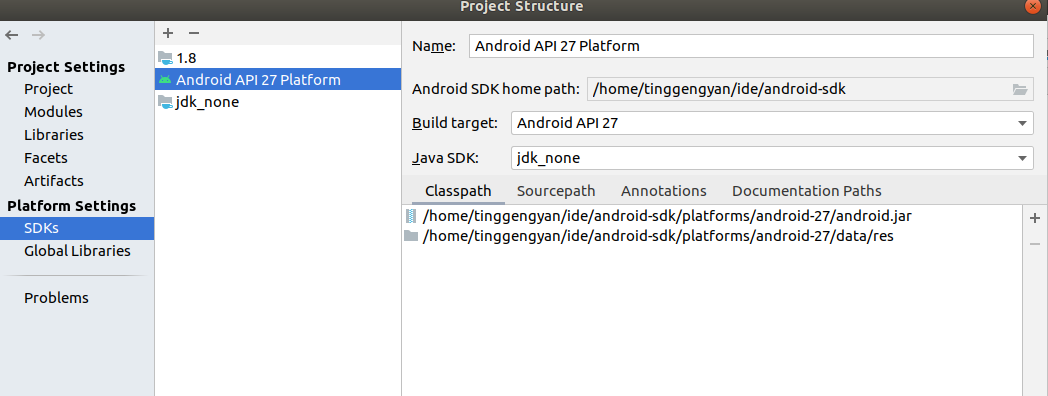 Project Structure
Project Settings
Project
Modules
Libraries
Facets
Artifacts
Platform Settings
SDKs
Global Libraries
Problems
1.8
Android API 27 Platform
jdk_none
Name: Android API 27 Platform
Android SDK home path: /home/tinggengyan/ide/android-sdk
Build target: Android API 27
Java SDK: jdk_none
Classpath Sourcepath Annotations Documentation Paths
/home/tinggengyan/ide/android-sdk/platforms/android-27/android.jar
/home/tinggengyan/ide/android-sdk/platforms/android-27/data/res